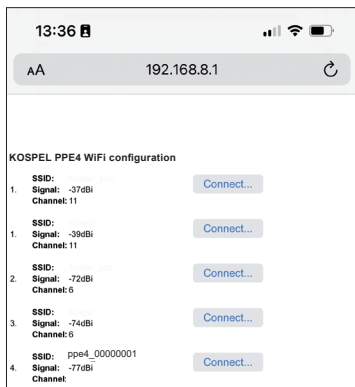 13:36
AA 192.168.8.1
KOSPEL PPE4 WiFi configuration
SSID:
1. Signal: -37dBi Connect...
Channel: 11
SSID:
1. Signal: -39dBi Connect...
Channel: 11
SSID:
2. Signal: -72dBi Connect...
Channel: 6
SSID:
3. Signal: -74dBi Connect...
Channel: 6
SSID: ppe4_00000001
4. Signal: -77dBi Connect...
Channel: